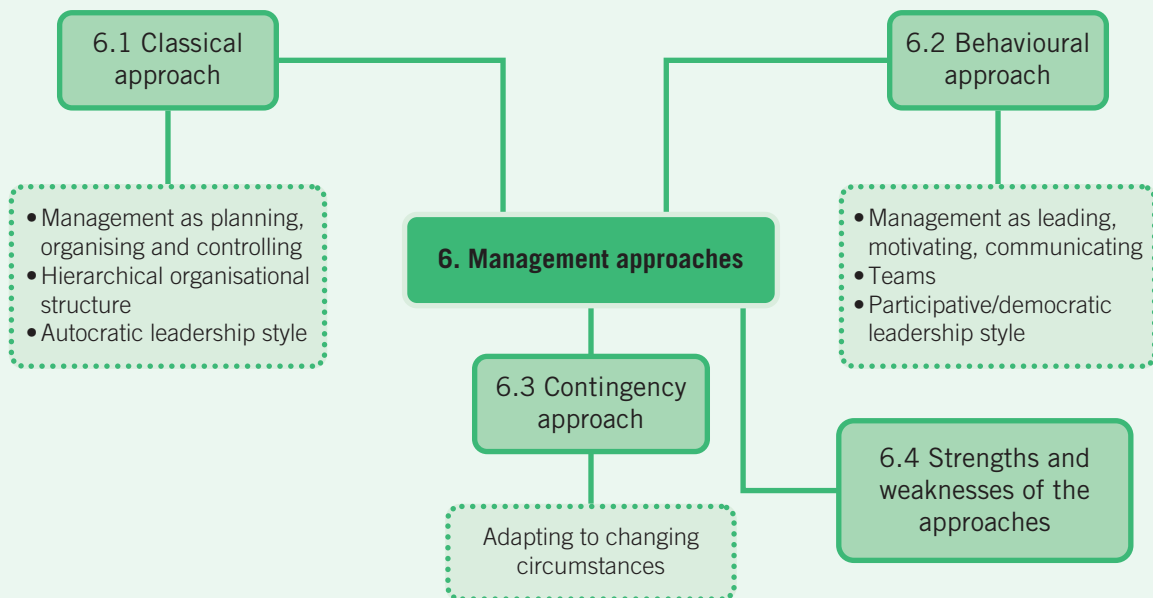 6.1 Classical
approach
6.2 Behavioural
approach
• Management as planning,
organising and controlling
• Hierarchical organisational
structure
• Autocratic leadership style
6. Management approaches
• Management as leading,
motivating, communicating
• Teams
• Participative/democratic
leadership style
6.3 Contingency
approach
6.4 Strengths and
weaknesses of the
approaches
Adapting to changing
circumstances